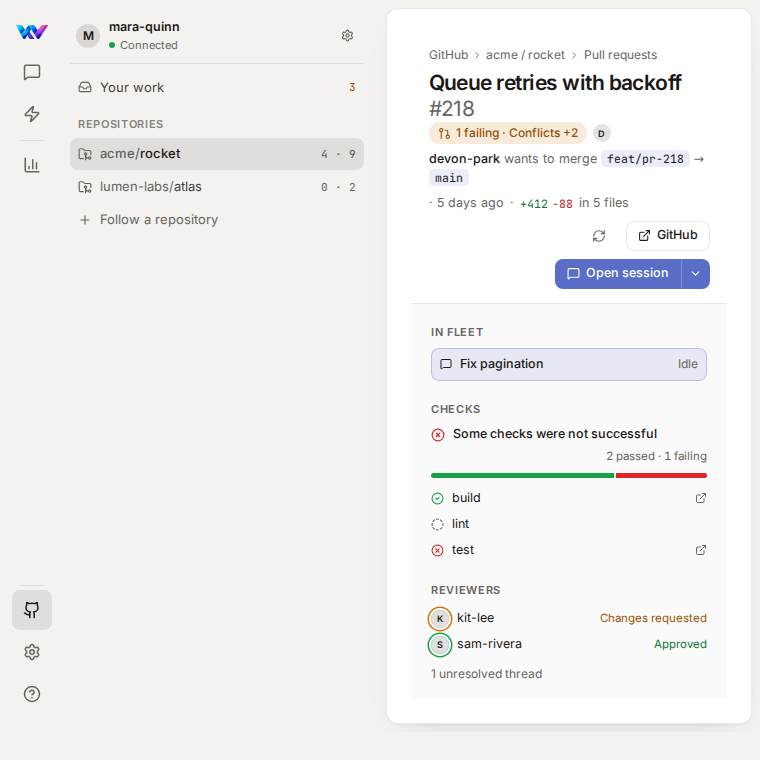 M
mara-quinn
Connected
Your work 3
REPOSITORIES
acme/rocket 4 · 9
lumen-labs/atlas 0 · 2
Follow a repository
GitHub > acme / rocket > Pull requests
Queue retries with backoff
#218
1 failing · Conflicts +2 D
devon-park wants to merge feat/pr-218 →
main
· 5 days ago · +412 -88 in 5 files
GitHub
Open session
IN FLEET
Fix pagination Idle
CHECKS
Some checks were not successful
2 passed · 1 failing
build
lint
test
REVIEWERS
K kit-lee Changes requested
S sam-rivera Approved
1 unresolved thread